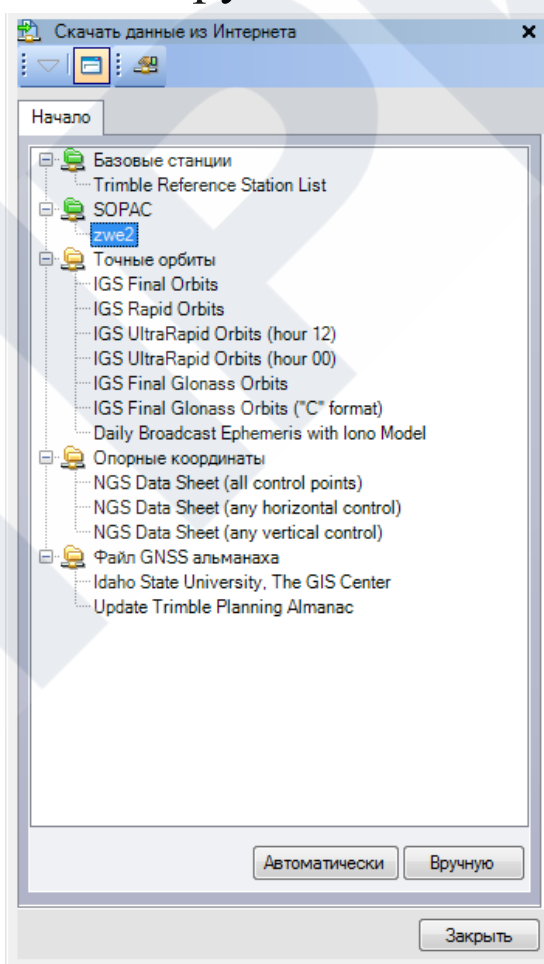 Скачать данные из Интернета
Начало
Базовые станции
Trimble Reference Station List
SOPAC
zwe2
Точные орбиты
IGS Final Orbits
IGS Rapid Orbits
IGS UltraRapid Orbits (hour 12)
IGS UltraRapid Orbits (hour 00)
IGS Final Glonass Orbits
IGS Final Glonass Orbits ("C" format)
Daily Broadcast Ephemeris with Iono Model
Опорные координаты
NGS Data Sheet (all control points)
NGS Data Sheet (any horizontal control)
NGS Data Sheet (any vertical control)
Файл GNSS альманаха
Idaho State University, The GIS Center
Update Trimble Planning Almanac
Автоматически Вручную
Закрыть